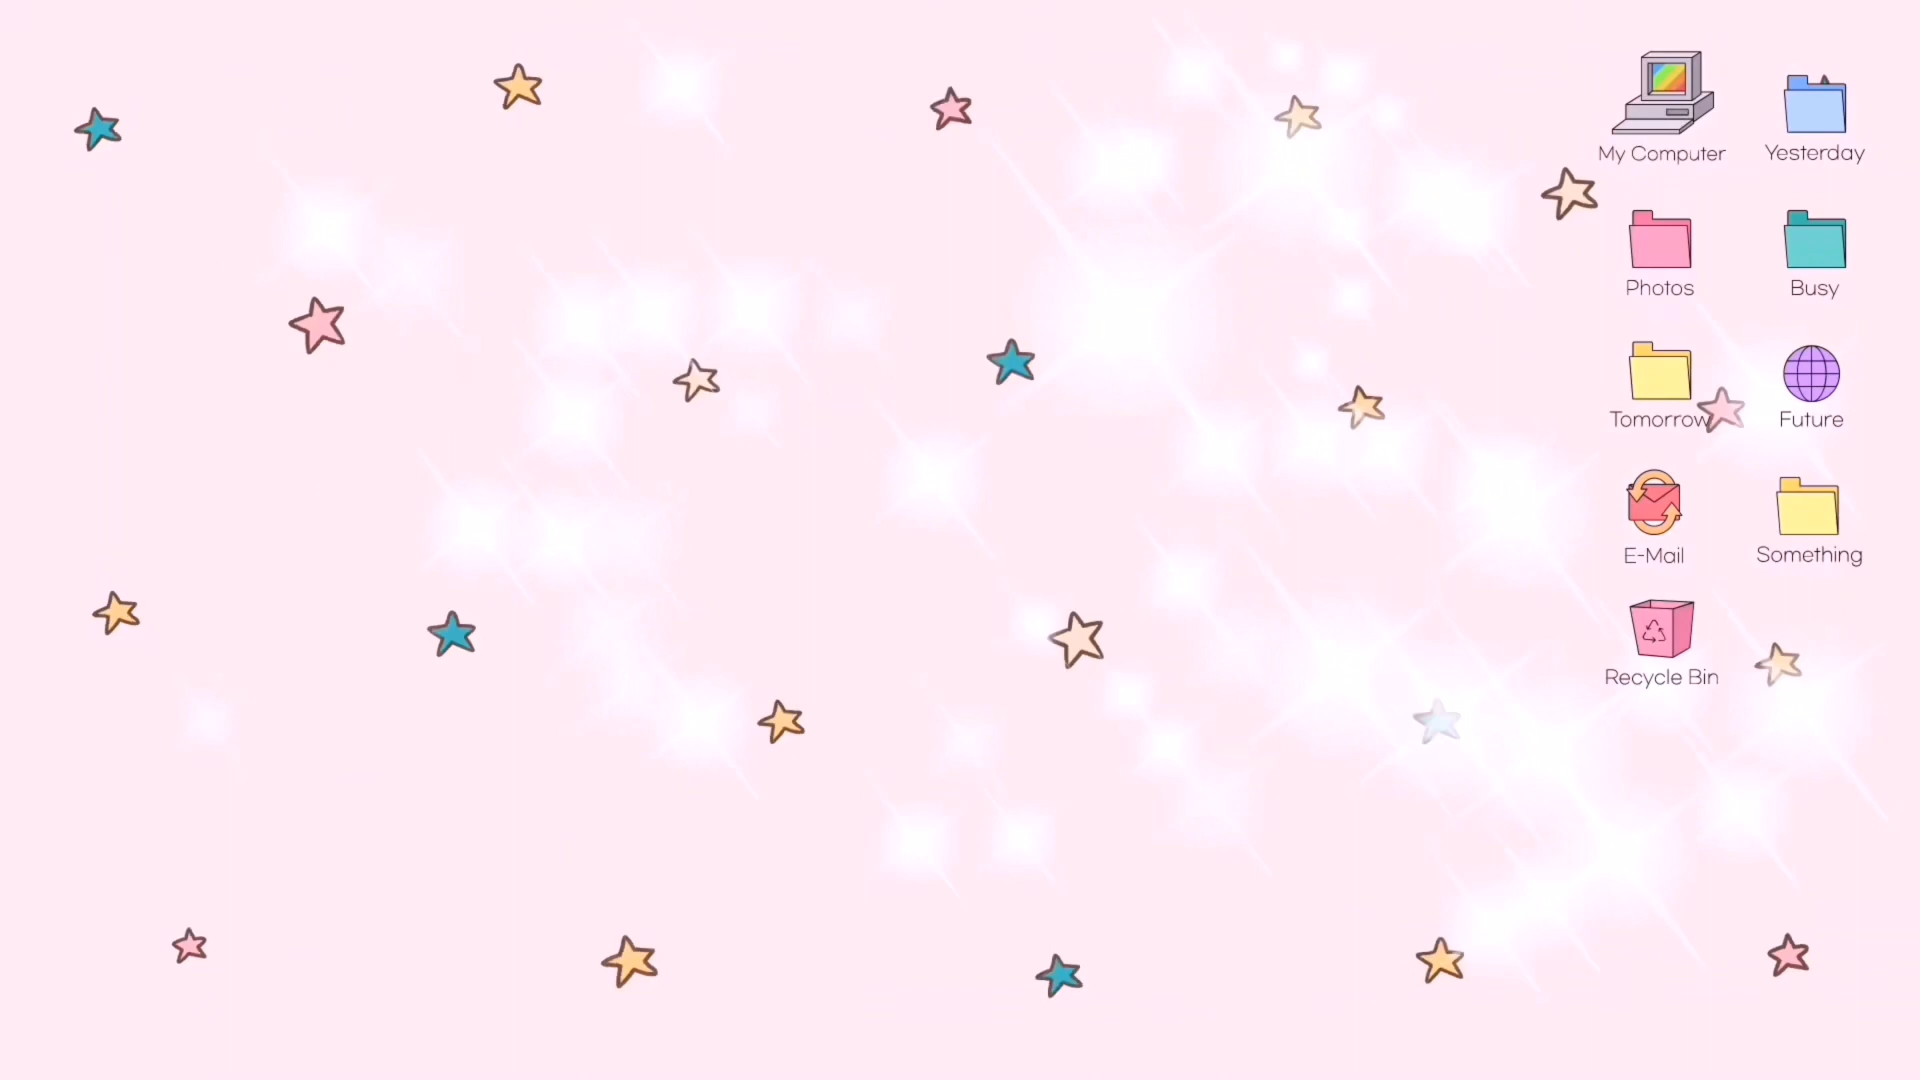 My Computer
Yesterday
Photos
Busy
Tomorrow
Future
E-Mail
Something
Recycle Bin